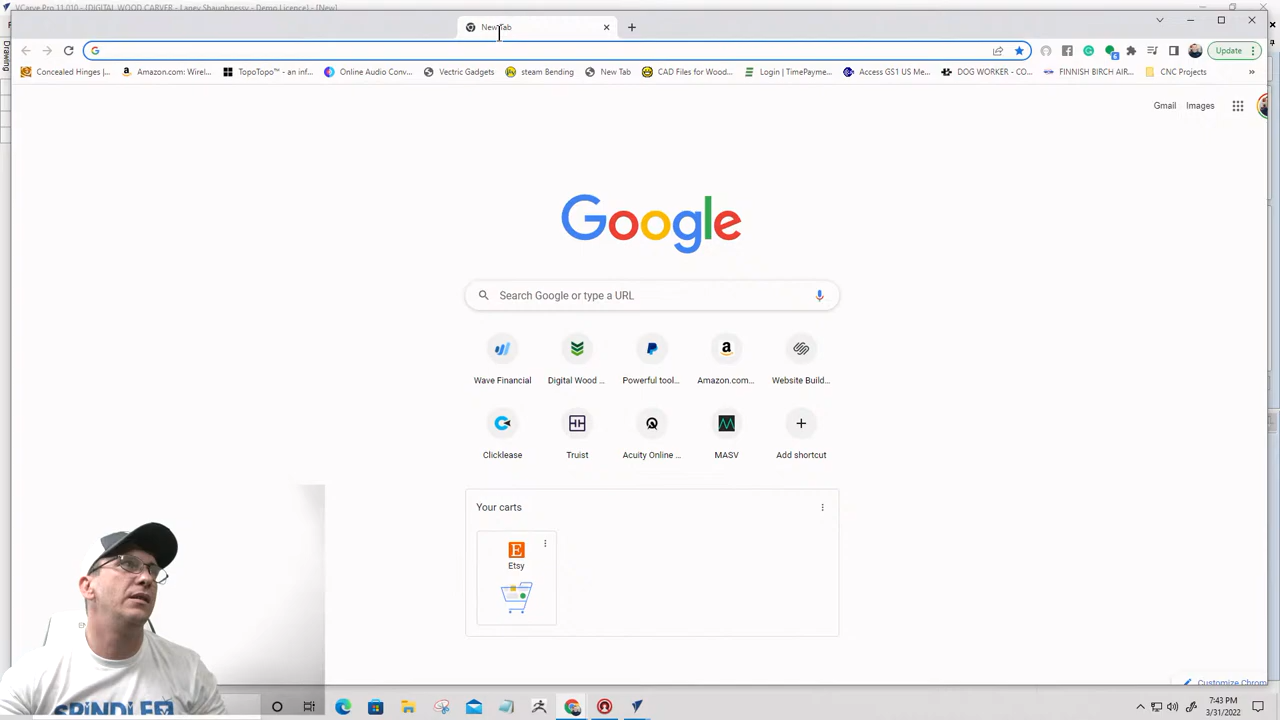 VCarve Pro 11.010 - {DIGITAL WOOD CARVER - Laney Shaughnessy - Demo Licence} - [New]
New Tab
Update
Concealed Hinges |...
Amazon.com: Wirel...
TopoTopo™ – an inf...
Online Audio Conv...
Vectric Gadgets
steam Bending
New Tab
CAD Files for Wood...
Login | TimePayme...
Access GS1 US Me...
DOG WORKER - CO...
FINNISH BIRCH AIR...
CNC Projects
»
Drawing
Gmail
Images
Google
Search Google or type a URL
Wave Financial
Digital Wood ...
Powerful tool...
Amazon.com...
Website Build...
Clicklease
Truist
Acuity Online ...
MASV
Add shortcut
Your carts
Etsy
Customize Chrom
SPINDLER
7:43 PM
3/31/2022